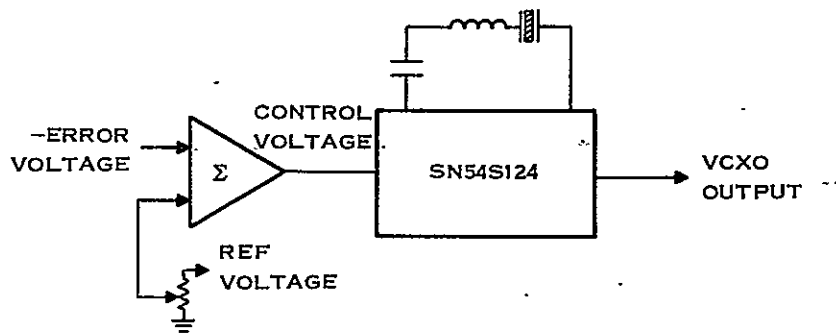 CONTROL
VOLTAGE
-ERROR
VOLTAGE
Σ
SN54S124
VCXO
OUTPUT
REF
VOLTAGE